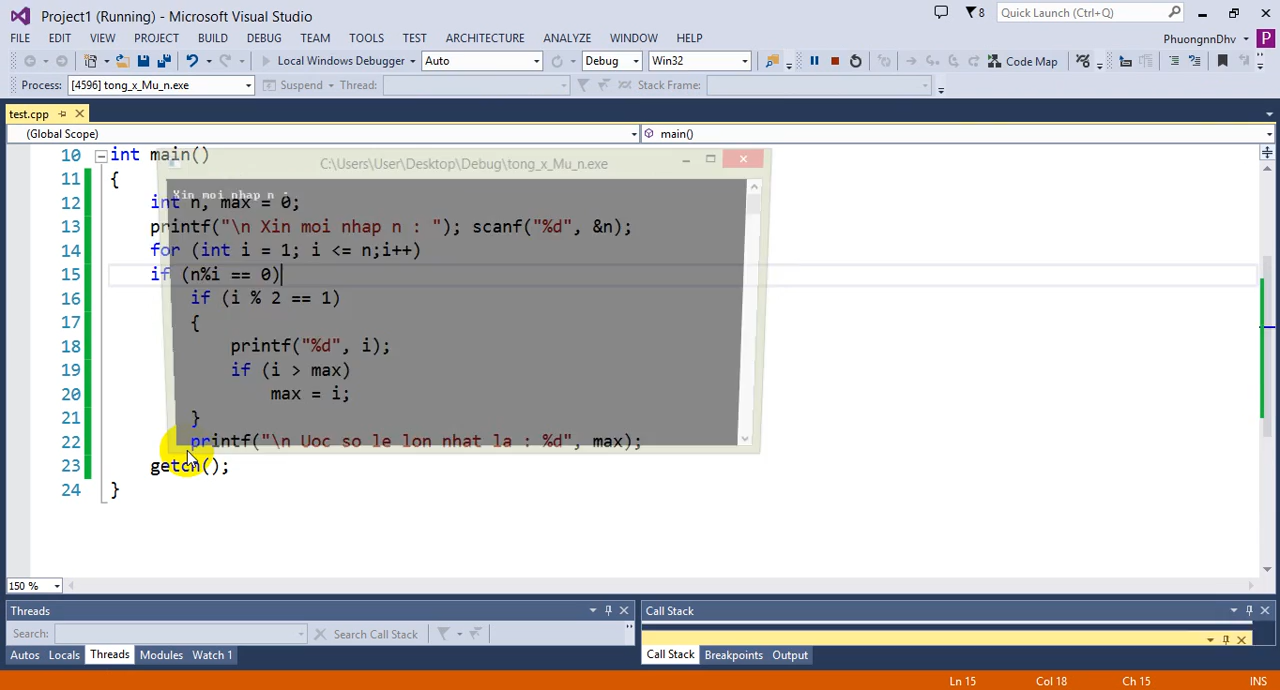 Project1 (Running) - Microsoft Visual Studio
8
Quick Launch (Ctrl+Q)
FILE EDIT VIEW PROJECT BUILD DEBUG TEAM TOOLS TEST ARCHITECTURE ANALYZE WINDOW HELP
PhuongnnDhv P
Local Windows Debugger Auto Debug Win32 Code Map
Process: [4596] tong_x_Mu_n.exe Suspend Thread: Stack Frame:
test.cpp
(Global Scope) main()
C:\Users\User\Desktop\Debug\tong_x_Mu_n.exe
Xin moi nhap n :
10 int main()
11 {
12 int n, max = 0;
13 printf("\n Xin moi nhap n : "); scanf("%d", &n);
14 for (int i = 1; i <= n;i++)
15 if (n%i == 0)
16 if (i % 2 == 1)
17 {
18 printf("%d", i);
19 if (i > max)
20 max = i;
21 }
22 printf("\n Uoc so le lon nhat la : %d", max);
23 getch();
24 }
150 %
Threads
Call Stack
Search: Search Call Stack
Autos Locals Threads Modules Watch 1
Call Stack Breakpoints Output
Ln 15 Col 18 Ch 15 INS